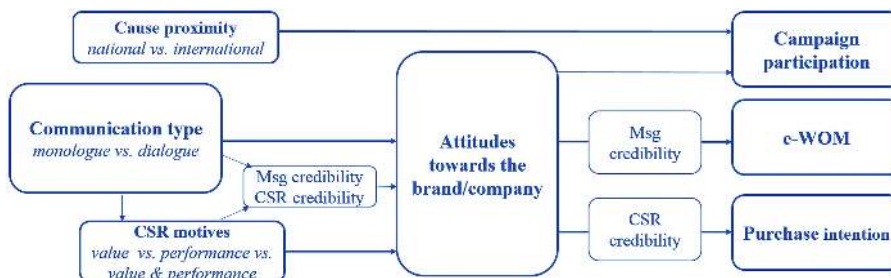 Cause proximity
national vs. international
Campaign
participation
Communication type
monologue vs. dialogue
Attitudes
towards the
brand/company
Msg
credibility
e-WOM
Msg credibility
CSR credibility
CSR motives
value vs. performance vs.
value & performance
CSR
credibility
Purchase intention